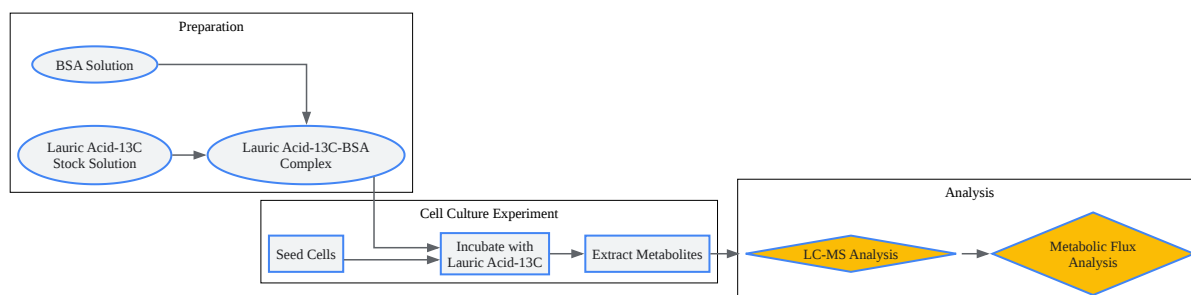 Preparation
BSA Solution
Lauric Acid-13C
Stock Solution
Lauric Acid-13C-BSA
Complex
Cell Culture Experiment
Seed Cells
Incubate with
Lauric Acid-13C
Extract Metabolites
Analysis
LC-MS Analysis
Metabolic Flux
Analysis